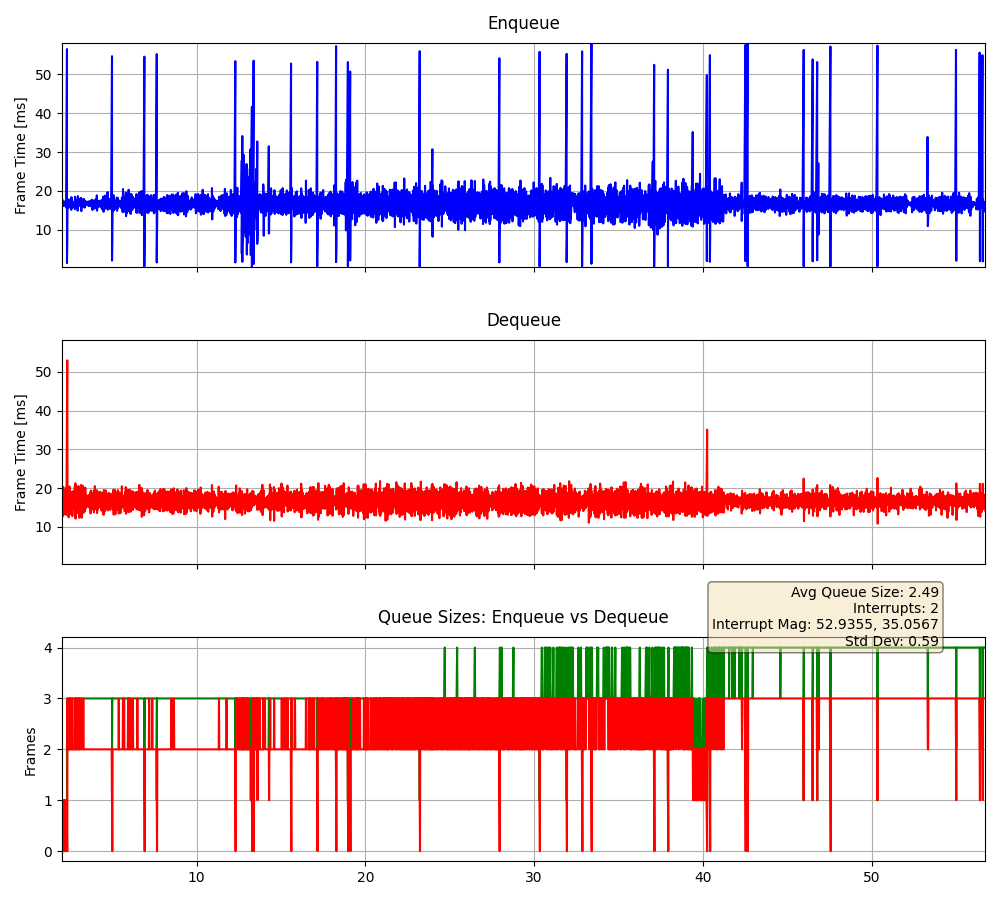 Enqueue
Frame Time [ms]
50
40
30
20
10
Dequeue
Frame Time [ms]
50
40
30
20
10
Avg Queue Size: 2.49
Interrupts: 2
Interrupt Mag: 52.9355, 35.0567
Std Dev: 0.59
Queue Sizes: Enqueue vs Dequeue
Frames
4
3
2
1
0
10 20 30 40 50